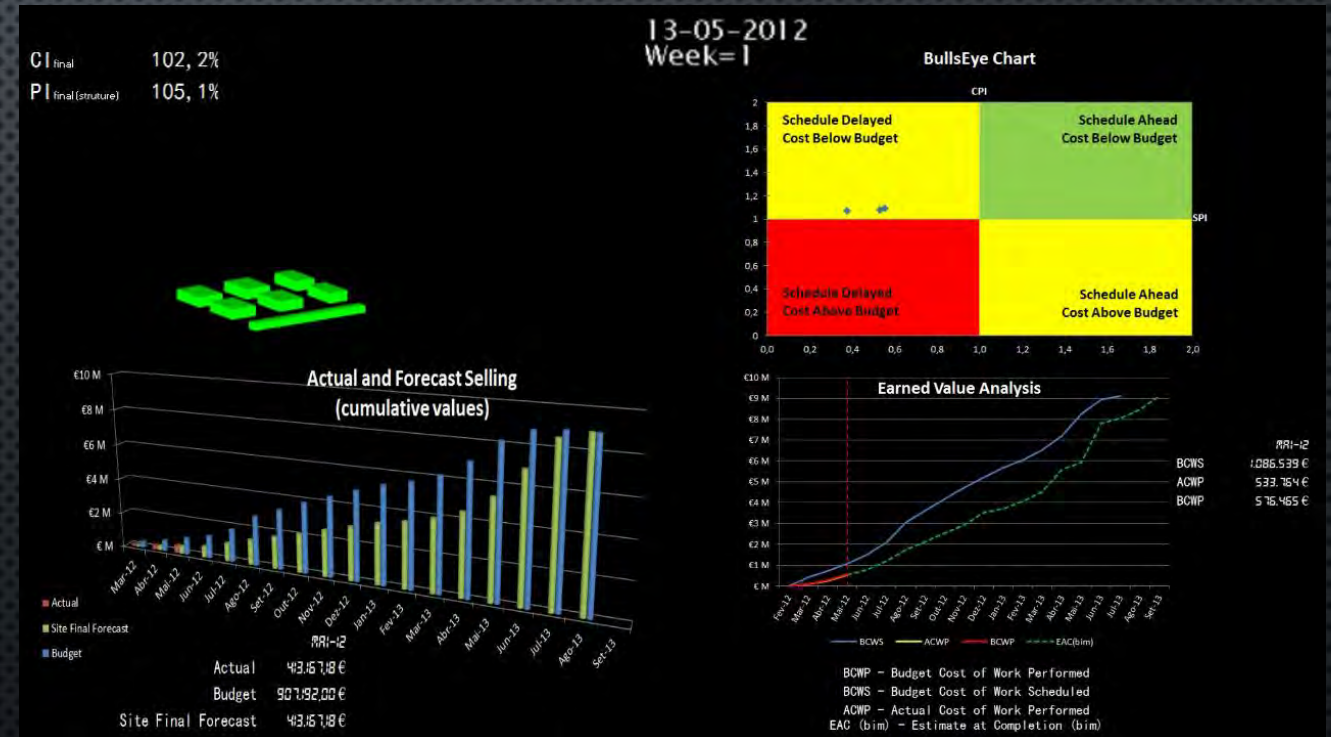 13-05-2012
Week=1
CI final 102,2%
PI final (struture) 105,1%
BullsEye Chart
CPI
2
1,8
1,6
1,4
1,2
1
0,8
0,6
0,4
0,2
0
Schedule Delayed
Cost Below Budget
Schedule Ahead
Cost Below Budget
SPI
Schedule Delayed
Cost Above Budget
Schedule Ahead
Cost Above Budget
0,0 0,2 0,4 0,6 0,8 1,0 1,2 1,4 1,6 1,8 2,0
Actual and Forecast Selling
(cumulative values)
€10 M
€8 M
€6 M
€4 M
€2 M
€ M
Mar-12 Abr-12 Mai-12 Jun-12 Jul-12 Ago-12 Set-12 Out-12 Nov-12 Dez-12 Jan-13 Fev-13 Mar-13 Abr-13 Mai-13 Jun-13 Jul-13 Ago-13 Set-13
Actual
Site Final Forecast
Budget
MAI-12
Actual 413.167,18 €
Budget 907.192,00 €
Site Final Forecast 413.167,18 €
Earned Value Analysis
€10 M
€9 M
€8 M
€7 M
€6 M
€5 M
€4 M
€3 M
€2 M
€1 M
€ M
Fev-12 Mar-12 Abr-12 Mai-12 Jun-12 Jul-12 Ago-12 Set-12 Out-12 Nov-12 Dez-12 Jan-13 Fev-13 Mar-13 Abr-13 Mai-13 Jun-13 Jul-13 Ago-13 Set-13
BCWS ACWP BCWP EAC(bim)
MAI-12
BCWS 1.086.539 €
ACWP 533.764 €
BCWP 576.465 €
BCWP - Budget Cost of Work Performed
BCWS - Budget Cost of Work Scheduled
ACWP - Actual Cost of Work Performed
EAC (bim) - Estimate at Completion (bim)